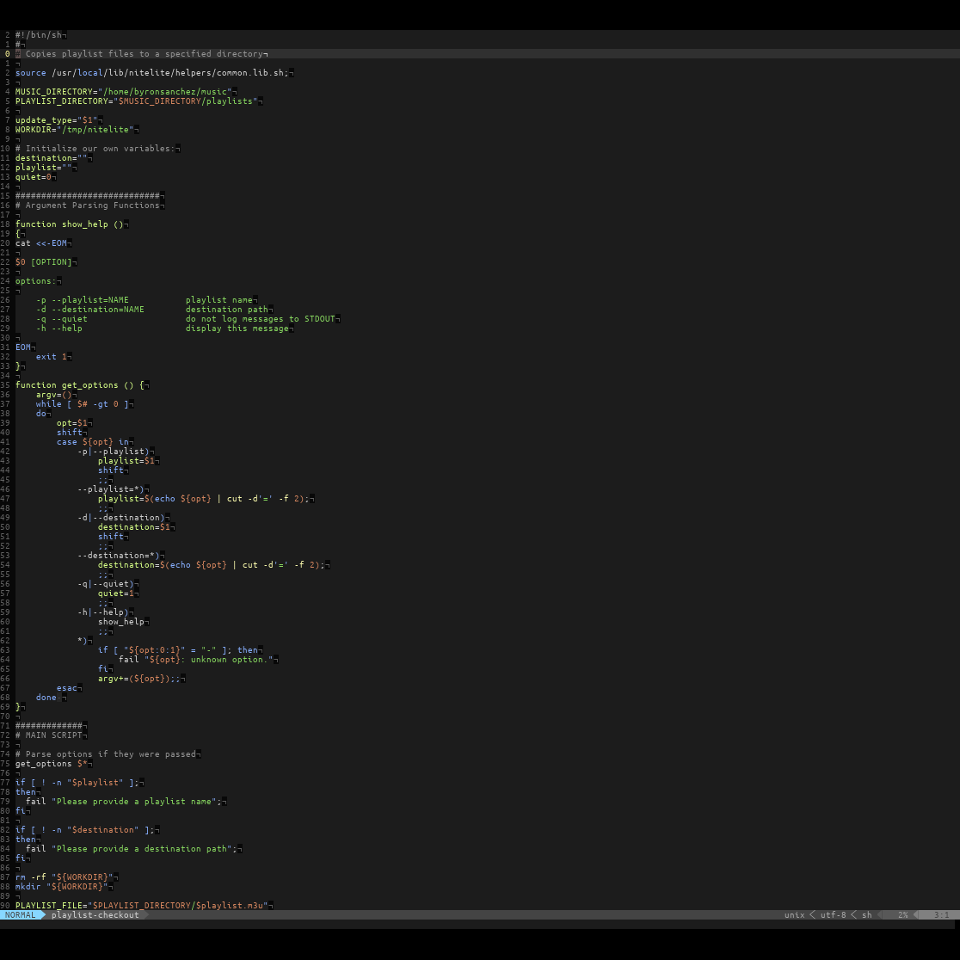 2 #!/bin/sh¬
1 #¬
0 # Copies playlist files to a specified directory¬
1 ¬
2 source /usr/local/lib/nitelite/helpers/common.lib.sh;¬
3 ¬
4 MUSIC_DIRECTORY="/home/byronsanchez/music"¬
5 PLAYLIST_DIRECTORY="$MUSIC_DIRECTORY/playlists"¬
6 ¬
7 update_type="$1"¬
8 WORKDIR="/tmp/nitelite"¬
9 ¬
10 # Initialize our own variables:¬
11 destination=""¬
12 playlist=""¬
13 quiet=0¬
14 ¬
15 ############################¬
16 # Argument Parsing Functions¬
17 ¬
18 function show_help ()¬
19 {¬
20 cat <<-EOM¬
21 ¬
22 $0 [OPTION]¬
23 ¬
24 options:¬
25 ¬
26     -p --playlist=NAME           playlist name¬
27     -d --destination=NAME        destination path¬
28     -q --quiet                   do not log messages to STDOUT¬
29     -h --help                    display this message¬
30 ¬
31 EOM¬
32     exit 1¬
33 }¬
34 ¬
35 function get_options () {¬
36     argv=()¬
37     while [ $# -gt 0 ]¬
38     do¬
39         opt=$1¬
40         shift¬
41         case ${opt} in¬
42             -p|--playlist)¬
43                 playlist=$1¬
44                 shift¬
45                 ;;¬
46             --playlist=*)¬
47                 playlist=$(echo ${opt} | cut -d'=' -f 2);¬
48                 ;;¬
49             -d|--destination)¬
50                 destination=$1¬
51                 shift¬
52                 ;;¬
53             --destination=*)¬
54                 destination=$(echo ${opt} | cut -d'=' -f 2);¬
55                 ;;¬
56             -q|--quiet)¬
57                 quiet=1¬
58                 ;;¬
59             -h|--help)¬
60                 show_help¬
61                 ;;¬
62             *)¬
63                 if [ "${opt:0:1}" = "-" ]; then¬
64                     fail "${opt}: unknown option."¬
65                 fi¬
66                 argv+=(${opt});;¬
67         esac¬
68     done ¬
69 }¬
70 ¬
71 #############¬
72 # MAIN SCRIPT¬
73 ¬
74 # Parse options if they were passed¬
75 get_options $*¬
76 ¬
77 if [ ! -n "$playlist" ];¬
78 then¬
79   fail "Please provide a playlist name";¬
80 fi¬
81 ¬
82 if [ ! -n "$destination" ];¬
83 then¬
84   fail "Please provide a destination path";¬
85 fi¬
86 ¬
87 rm -rf "${WORKDIR}"¬
88 mkdir "${WORKDIR}"¬
89 ¬
90 PLAYLIST_FILE="$PLAYLIST_DIRECTORY/$playlist.m3u"¬
NORMAL playlist-checkout unix < utf-8 < sh 2% 3:1